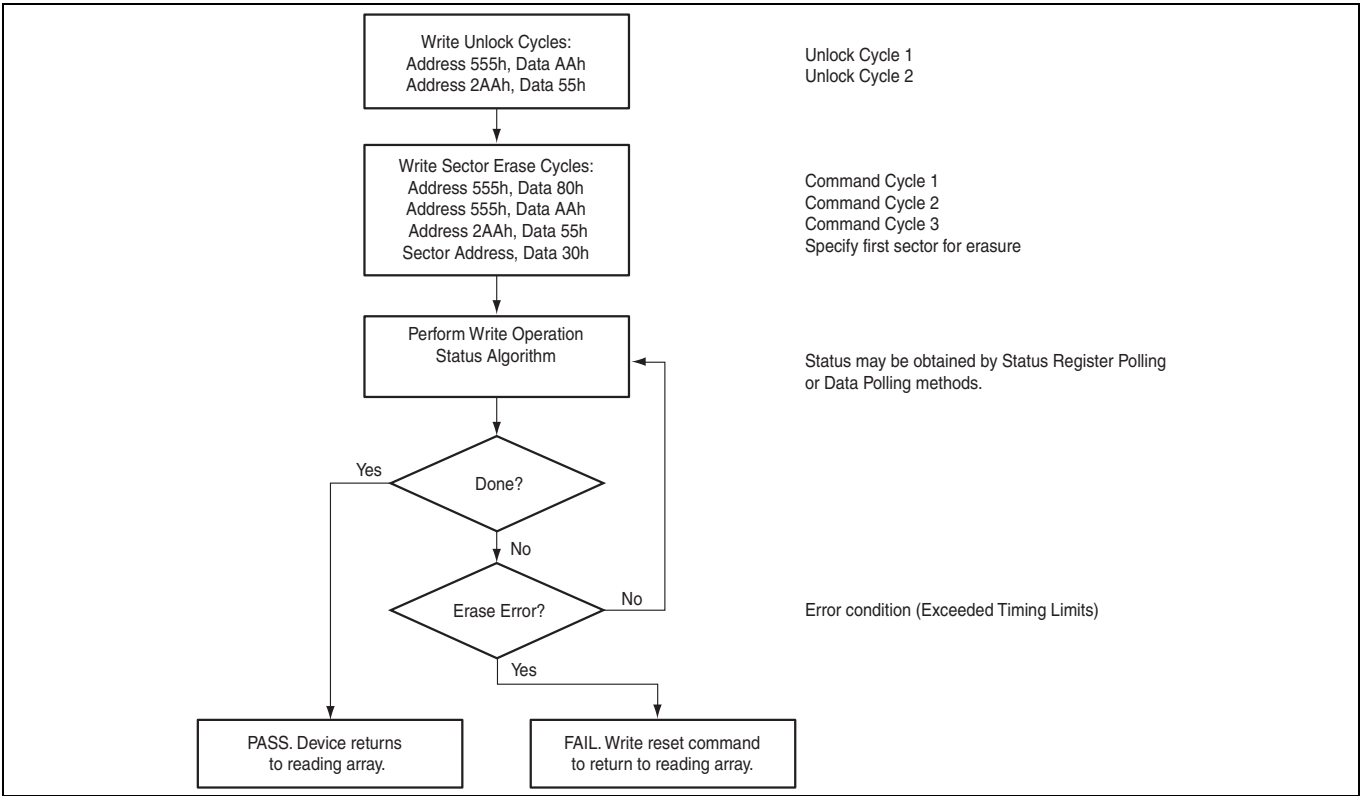 Write Unlock Cycles:
Address 555h, Data AAh
Address 2AAh, Data 55h
Unlock Cycle 1
Unlock Cycle 2
Write Sector Erase Cycles:
Address 555h, Data 80h
Address 555h, Data AAh
Address 2AAh, Data 55h
Sector Address, Data 30h
Command Cycle 1
Command Cycle 2
Command Cycle 3
Specify first sector for erasure
Perform Write Operation
Status Algorithm
Status may be obtained by Status Register Polling
or Data Polling methods.
Yes
Done?
No
Erase Error?
No
Error condition (Exceeded Timing Limits)
Yes
PASS. Device returns
to reading array.
FAIL. Write reset command
to return to reading array.